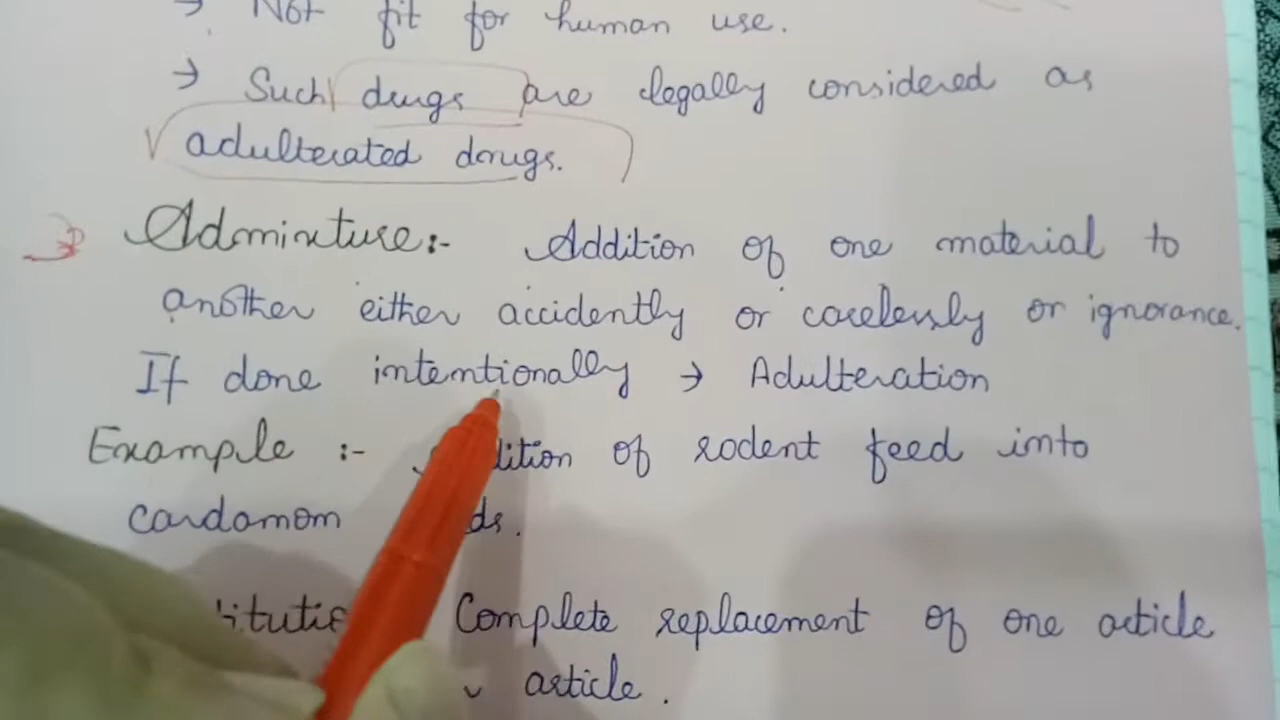 → Not fit for human use.
→ Such drugs are legally considered as
adulterated drugs.
Admixture:- Addition of one material to
another either accidently or carelessly or ignorance.
If done intentionally → Adulteration
Example :- of rodent feed into
cardamom
Complete replacement of one article
article.